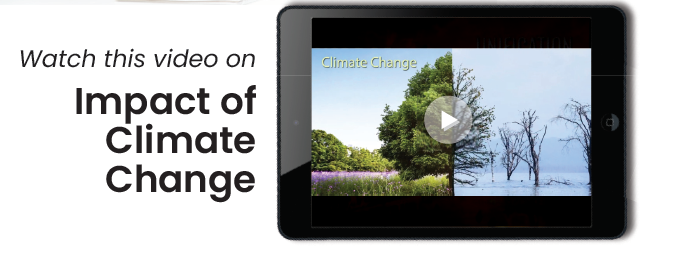 Watch this video on
Impact of
Climate
Change
Climate Change